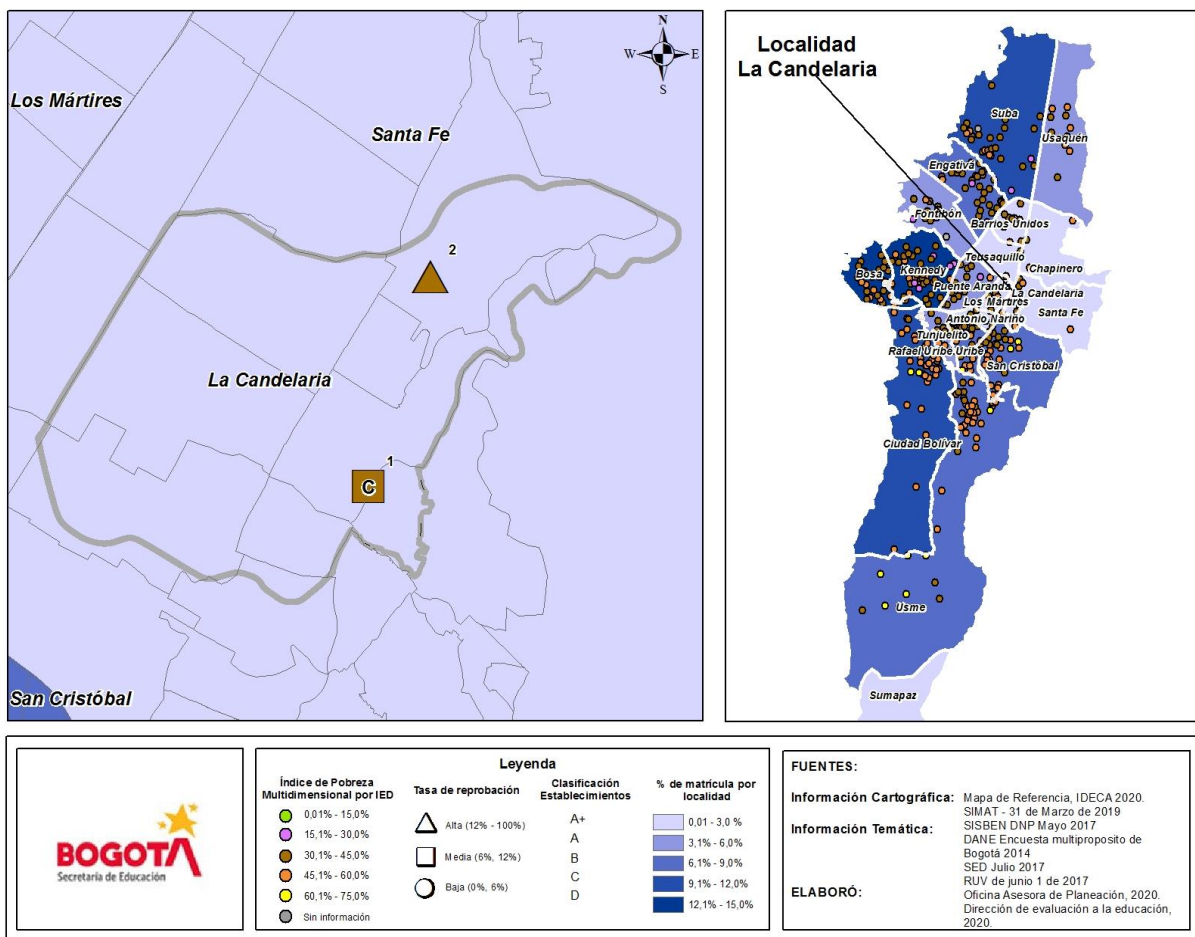 N
W E
S
Los Mártires
Santa Fe
2
La Candelaria
1
C
San Cristóbal
Localidad
La Candelaria
Suba
Usaquén
Engativá
Fontibón
Barrios Unidos
Teusaquillo
Chapinero
Bosa
Kennedy
Puente Aranda
La Candelaria
Los Mártires
Santa Fe
Antonio Nariño
Tunjuelito
Rafael Uribe Uribe
San Cristóbal
Ciudad Bolívar
Usme
Sumapaz
BOGOTÁ
Secretaría de Educación
Leyenda
Índice de Pobreza
Multidimensional por IED
0,01% - 15,0%
15,1% - 30,0%
30,1% - 45,0%
45,1% - 60,0%
60,1% - 75,0%
Sin información
Tasa de reprobación
Alta (12% - 100%)
Media (6%, 12%)
Baja (0%, 6%)
Clasificación
Establecimientos
A+
A
B
C
D
% de matrícula por
localidad
0,01 - 3,0 %
3,1% - 6,0%
6,1% - 9,0%
9,1% - 12,0%
12,1% - 15,0%
FUENTES:
Información Cartográfica: Mapa de Referencia, IDECA 2020.
SIMAT - 31 de Marzo de 2019
Información Temática: SISBEN DNP Mayo 2017
DANE Encuesta multiproposito de
Bogotá 2014
SED Julio 2017
RUV de junio 1 de 2017
ELABORÓ: Oficina Asesora de Planeación, 2020.
Dirección de evaluación a la educación,
2020.